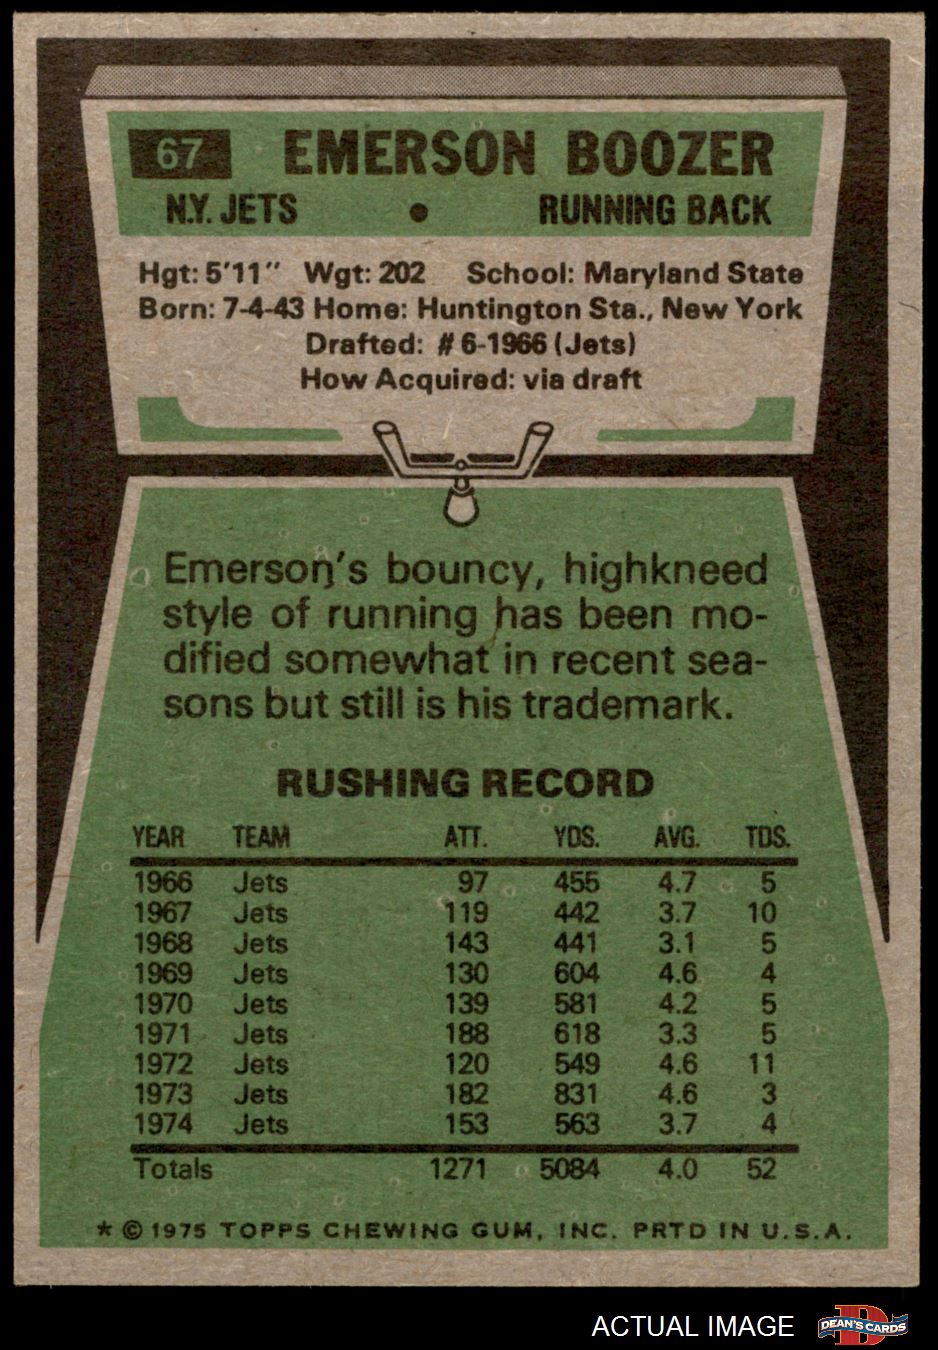 67 EMERSON BOOZER
N.Y. JETS ● RUNNING BACK
Hgt: 5'11" Wgt: 202 School: Maryland State
Born: 7-4-43 Home: Huntington Sta., New York
Drafted: #6-1966 (Jets)
How Acquired: via draft
Emerson's bouncy, highkneed
style of running has been mo-
dified somewhat in recent sea-
sons but still is his trademark.
RUSHING RECORD
YEAR TEAM ATT. YDS. AVG. TDS.
1966 Jets 97 455 4.7 5
1967 Jets 119 442 3.7 10
1968 Jets 143 441 3.1 5
1969 Jets 130 604 4.6 4
1970 Jets 139 581 4.2 5
1971 Jets 188 618 3.3 5
1972 Jets 120 549 4.6 11
1973 Jets 182 831 4.6 3
1974 Jets 153 563 3.7 4
Totals 1271 5084 4.0 52
* © 1975 TOPPS CHEWING GUM, INC. PRTD IN U.S.A.
ACTUAL IMAGE D DEAN'S CARDS